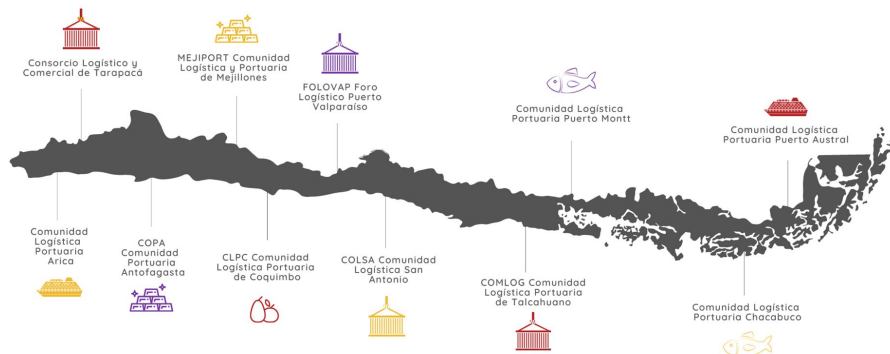 Consorcio Logístico y
Comercial de Tarapacá
MEJIPORT Comunidad
Logística y Portuaria
de Mejillones
FOLOVAP Foro
Logístico Puerto
Valparaíso
Comunidad Logística
Portuaria Puerto Montt
Comunidad Logística
Portuaria Puerto Austral
Comunidad
Logística
Portuaria
Arica
COPA
Comunidad
Portuaria
Antofagasta
CLPC Comunidad
Logística Portuaria
de Coquimbo
COLSA Comunidad
Logística San
Antonio
COMLOG Comunidad
Logística Portuaria
de Talcahuano
Comunidad Logística
Portuaria Chacabuco